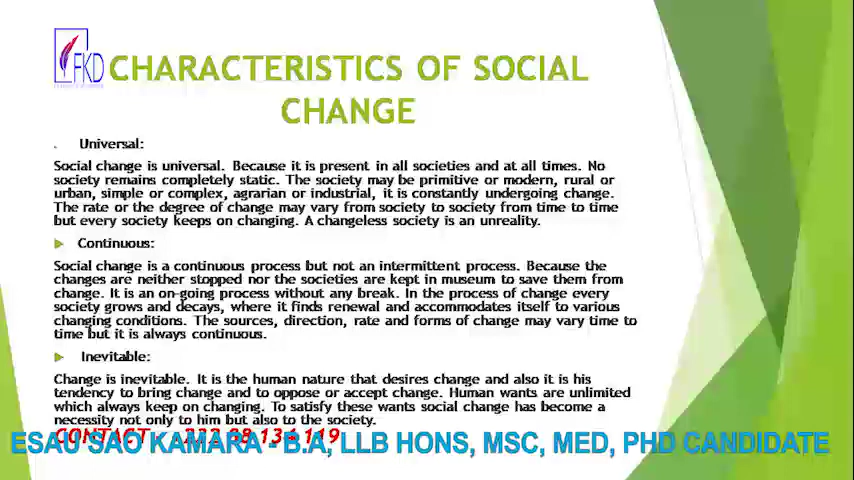 FKD
CHARACTERISTICS OF SOCIAL
CHANGE
Universal:
Social change is universal. Because it is present in all societies and at all times. No
society remains completely static. The society may be primitive or modern, rural or
urban, simple or complex, agrarian or industrial, it is constantly undergoing change.
The rate or the degree of change may vary from society to society from time to time
but every society keeps on changing. A changeless society is an unreality.
Continuous:
Social change is a continuous process but not an intermittent process. Because the
changes are neither stopped nor the societies are kept in museum to save them from
change. It is an on-going process without any break. In the process of change every
society grows and decays, where it finds renewal and accommodates itself to various
changing conditions. The sources, direction, rate and forms of change may vary time to
time but it is always continuous.
Inevitable:
Change is inevitable. It is the human nature that desires change and also it is his
tendency to bring change and to oppose or accept change. Human wants are unlimited
which always keep on changing. To satisfy these wants social change has become a
necessity not only to him but also to the society.
CONTACT
ESAU SAO KAMARA - B.A, LLB HONS, MSC, MED, PHD CANDIDATE